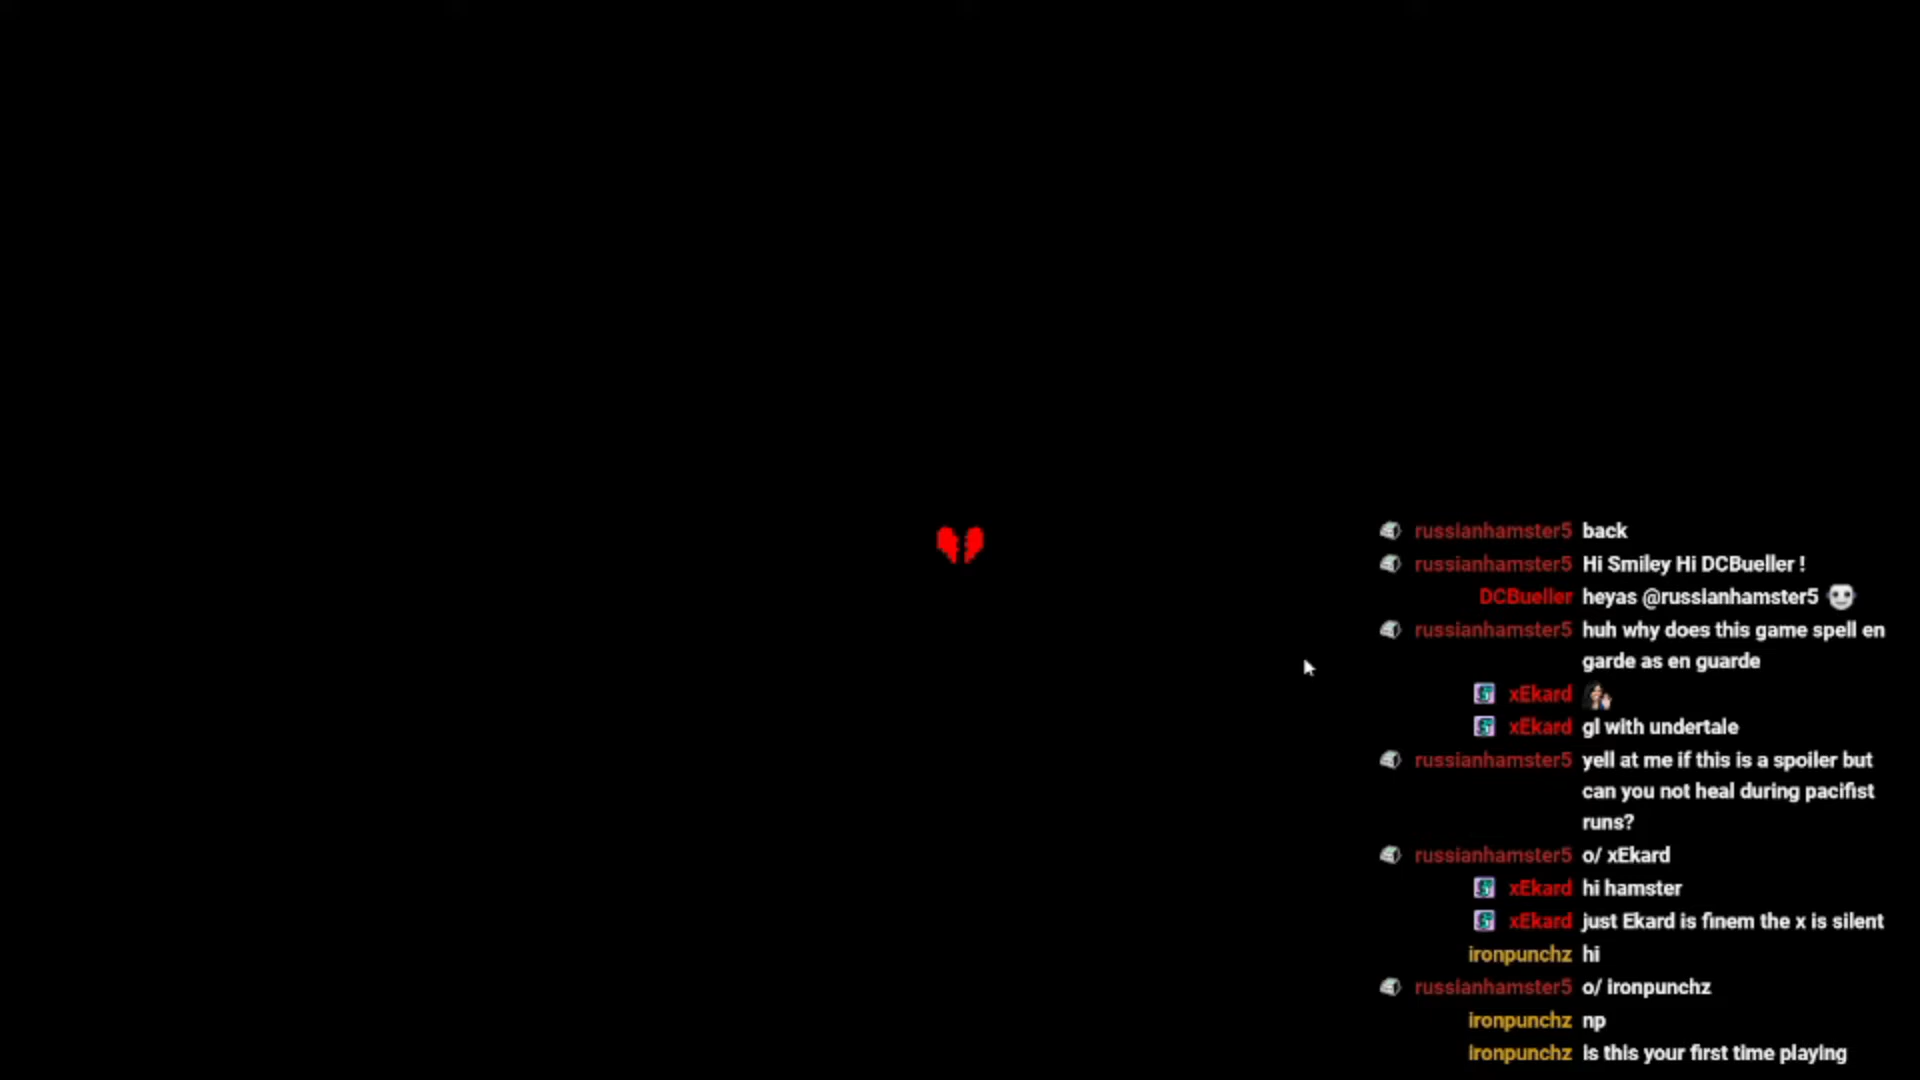 russianhamster5 back
russianhamster5 Hi Smiley Hi DCBueller !
DCBueller heyas @russianhamster5
russianhamster5 huh why does this game spell en
garde as en guarde
xEkard
xEkard gl with undertale
russianhamster5 yell at me if this is a spoiler but
can you not heal during pacifist
runs?
russianhamster5 o/ xEkard
xEkard hi hamster
xEkard just Ekard is finem the x is silent
ironpunchz hi
russianhamster5 o/ ironpunchz
ironpunchz np
ironpunchz is this your first time playing